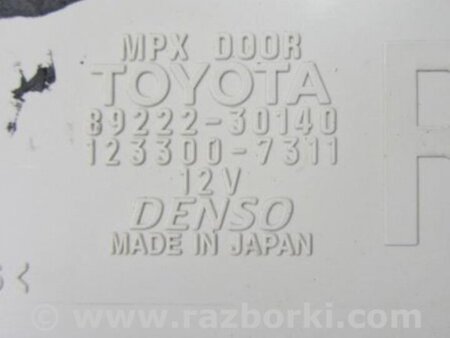 MPX DOOR
TOYOTA
89222-30140
123300-7311
12V
DENSO
MADE IN JAPAN
R
www.razborki.com